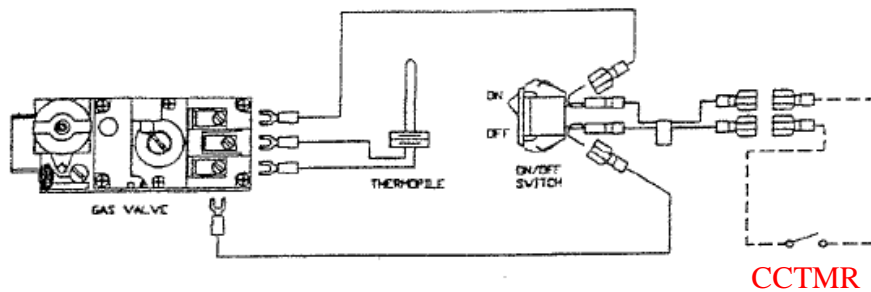 ON
OFF
THERMOPILE
ON/OFF
SWITCH
GAS VALVE
CCTMR